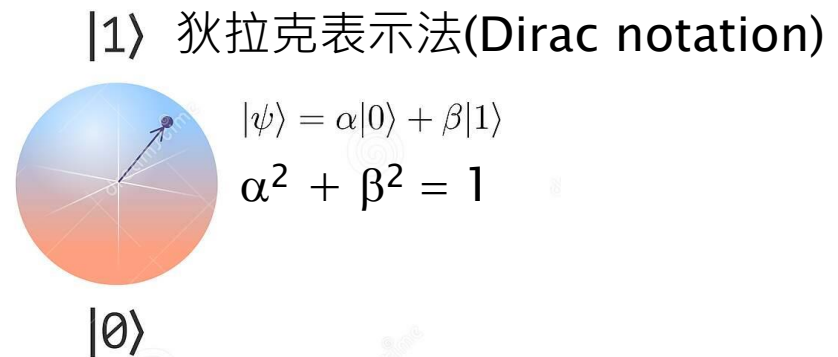 |1⟩ 狄拉克表示法(Dirac notation)
|ψ⟩ = α|0⟩ + β|1⟩
α² + β² = 1
|0⟩